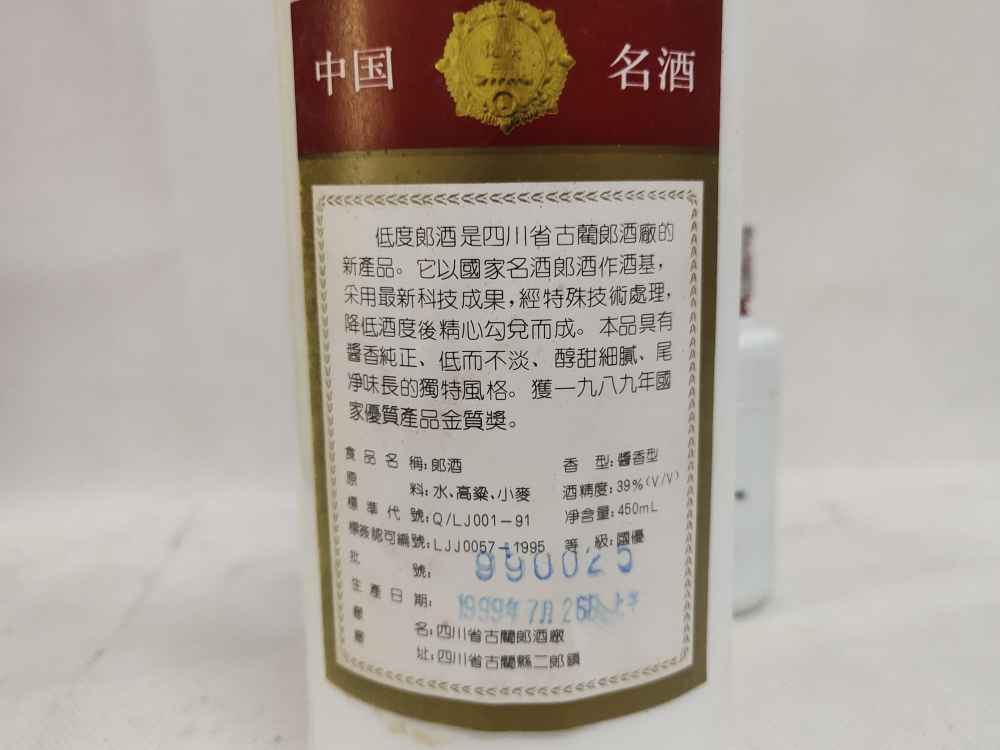 中国 名酒
低度郎酒是四川省古藺郎酒廠的
新產品。它以國家名酒郎酒作酒基,
采用最新科技成果,經特殊技術處理,
降低酒度後精心勾兌而成。本品具有
醬香純正、低而不淡、醇甜細膩、尾
凈味長的獨特風格。獲一九八九年國
家優質產品金質獎。
食品名稱:郎酒 香型:醬香型
原料:水、高粱、小麥 酒精度:39%(V/V)
標準代號:Q/LJ001-91 凈含量:450mL
標簽認可編號:LJJ0057-1995 等級:國優
批號: 990025
生產日期: 1999年7月26日上半
廠名:四川省古藺郎酒廠
廠址:四川省古藺縣二郎鎮